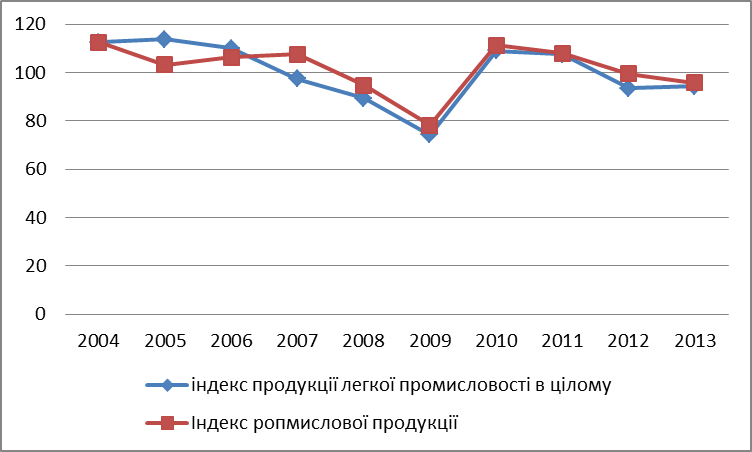 120
100
80
60
40
20
0
2004 2005 2006 2007 2008 2009 2010 2011 2012 2013
індекс продукції легкої промисловості в цілому
Індекс ропмислової продукції